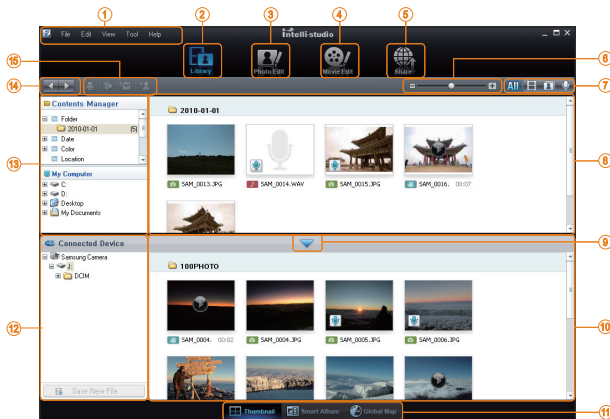 1
2
3
4
5
15
File Edit View Tool Help
Intelli-studio
Library
Photo Edit
Movie Edit
Share
6
14
All
7
Contents Manager
Folder
2010-01-01 [5]
Date
Color
Location
2010-01-01
SAM_0013.JPG
SAM_0014.WAV
SAM_0015.JPG
SAM_0016. 00:07
13
8
My Computer
C:
D:
Desktop
My Documents
Connected Device
9
Samsung Camera
J:
DCIM
100PHOTO
SAM_0004. 00:02
SAM_0004.JPG
SAM_0005.JPG
SAM_0006.JPG
12
10
Save New File
Thumbnail
Smart Album
Global Map
11